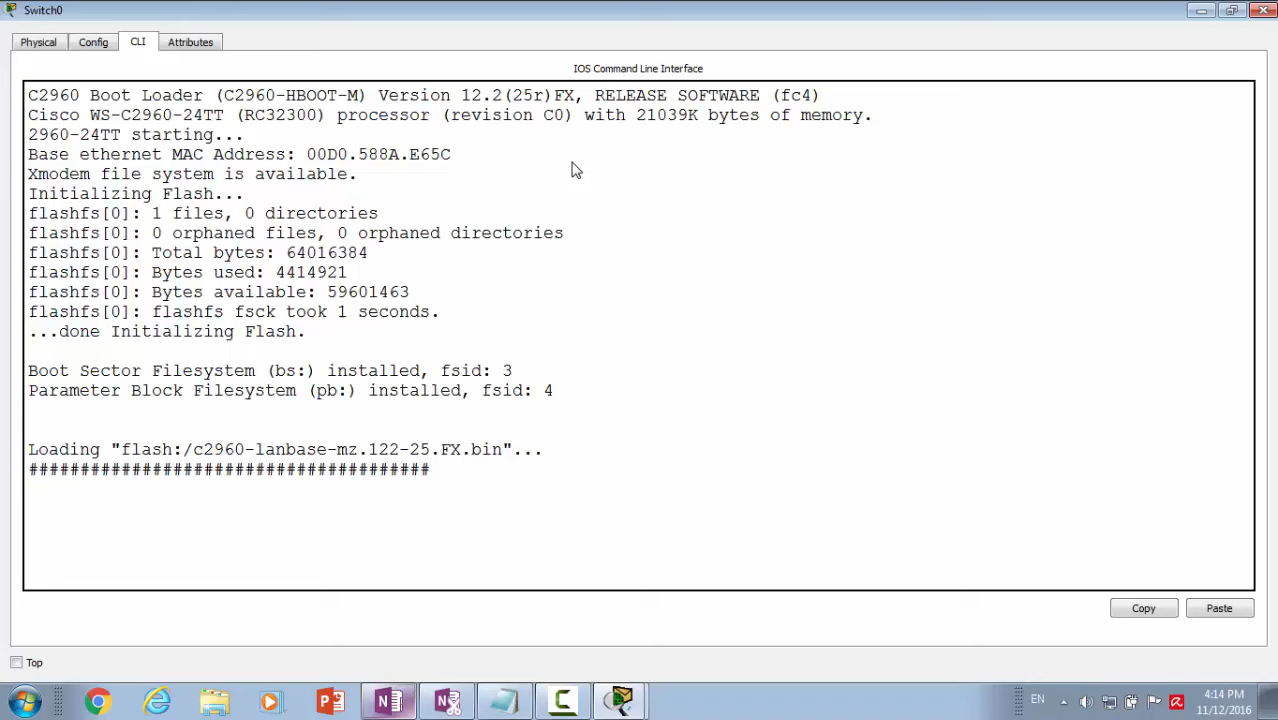 Switch0
Physical
Config
CLI
Attributes
IOS Command Line Interface
C2960 Boot Loader (C2960-HBOOT-M) Version 12.2(25r)FX, RELEASE SOFTWARE (fc4)
Cisco WS-C2960-24TT (RC32300) processor (revision C0) with 21039K bytes of memory.
2960-24TT starting...
Base ethernet MAC Address: 00D0.588A.E65C
Xmodem file system is available.
Initializing Flash...
flashfs[0]: 1 files, 0 directories
flashfs[0]: 0 orphaned files, 0 orphaned directories
flashfs[0]: Total bytes: 64016384
flashfs[0]: Bytes used: 4414921
flashfs[0]: Bytes available: 59601463
flashfs[0]: flashfs fsck took 1 seconds.
...done Initializing Flash.
Boot Sector Filesystem (bs:) installed, fsid: 3
Parameter Block Filesystem (pb:) installed, fsid: 4
Loading "flash:/c2960-lanbase-mz.122-25.FX.bin"...
#######################################
Copy
Paste
Top
EN
4:14 PM
11/12/2016